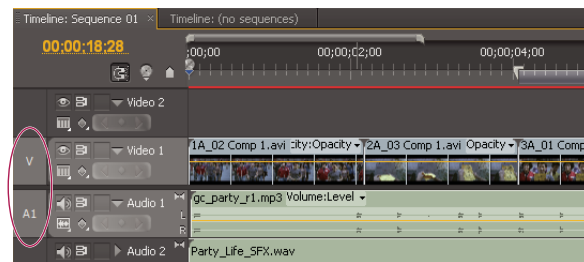 Timeline: Sequence 01 × Timeline: (no sequences)
00;00;18;28
;00;00 00;00;02;00 00;00;04;00
Video 2
V Video 1 1A_02 Comp 1.avi :ity:Opacity 2A_03 Comp 1.avi Opacity 3A_01 Comp
A1 Audio 1 gc_party_r1.mp3 Volume:Level
L
R
Audio 2 Party_Life_SFX.wav